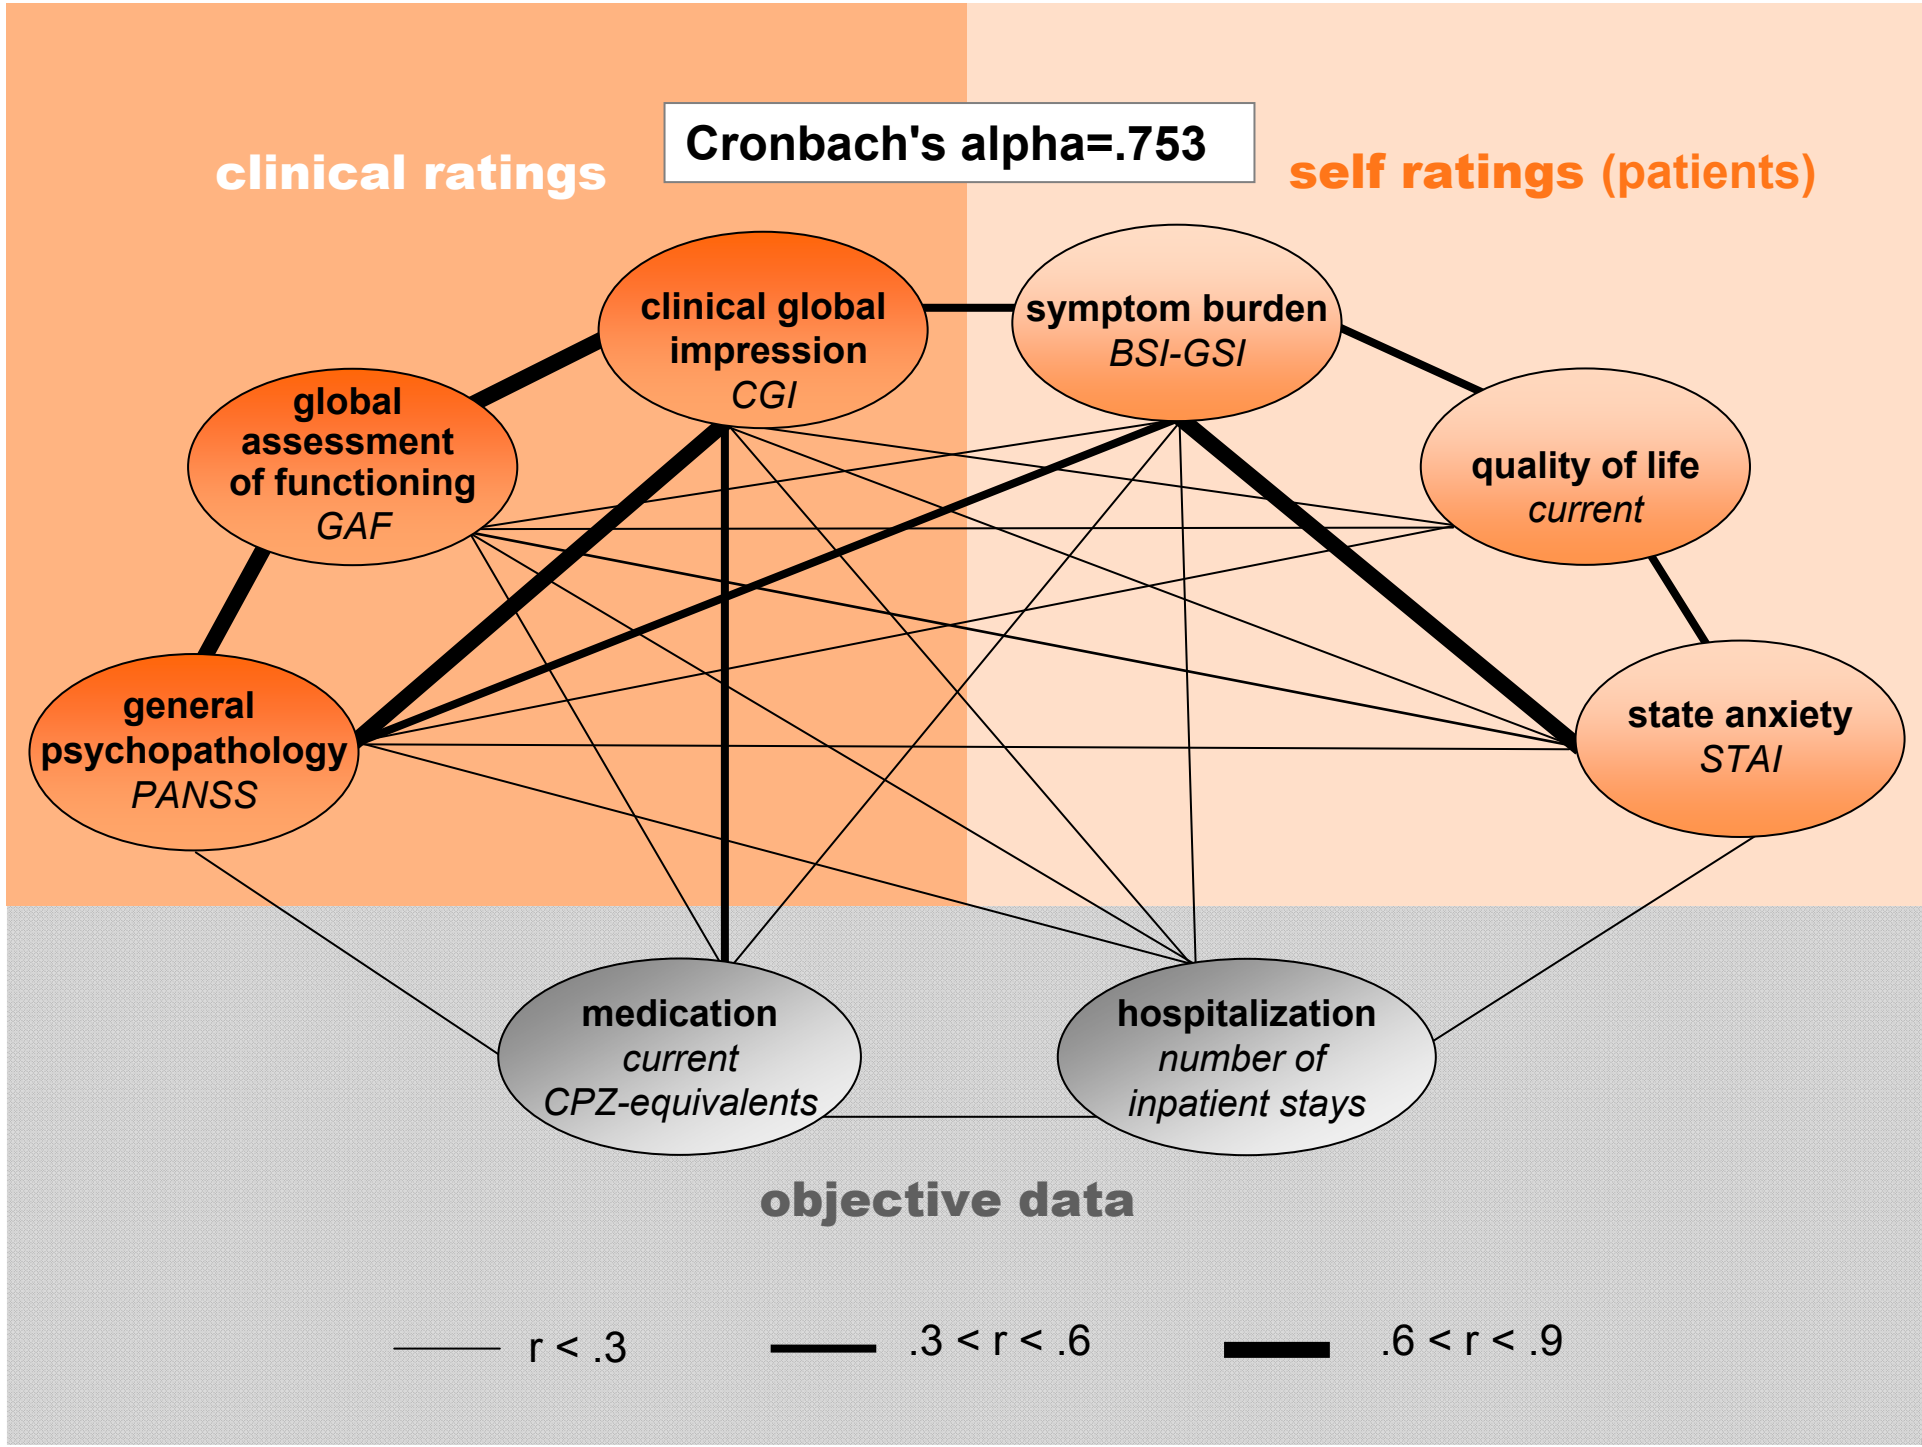 Cronbach's alpha=.753
clinical ratings
self ratings (patients)
clinical global
impression
CGI
symptom burden
BSI-GSI
global
assessment
of functioning
GAF
quality of life
current
general
psychopathology
PANSS
state anxiety
STAI
medication
current
CPZ-equivalents
hospitalization
number of
inpatient stays
objective data
r < .3
.3 < r < .6
.6 < r < .9